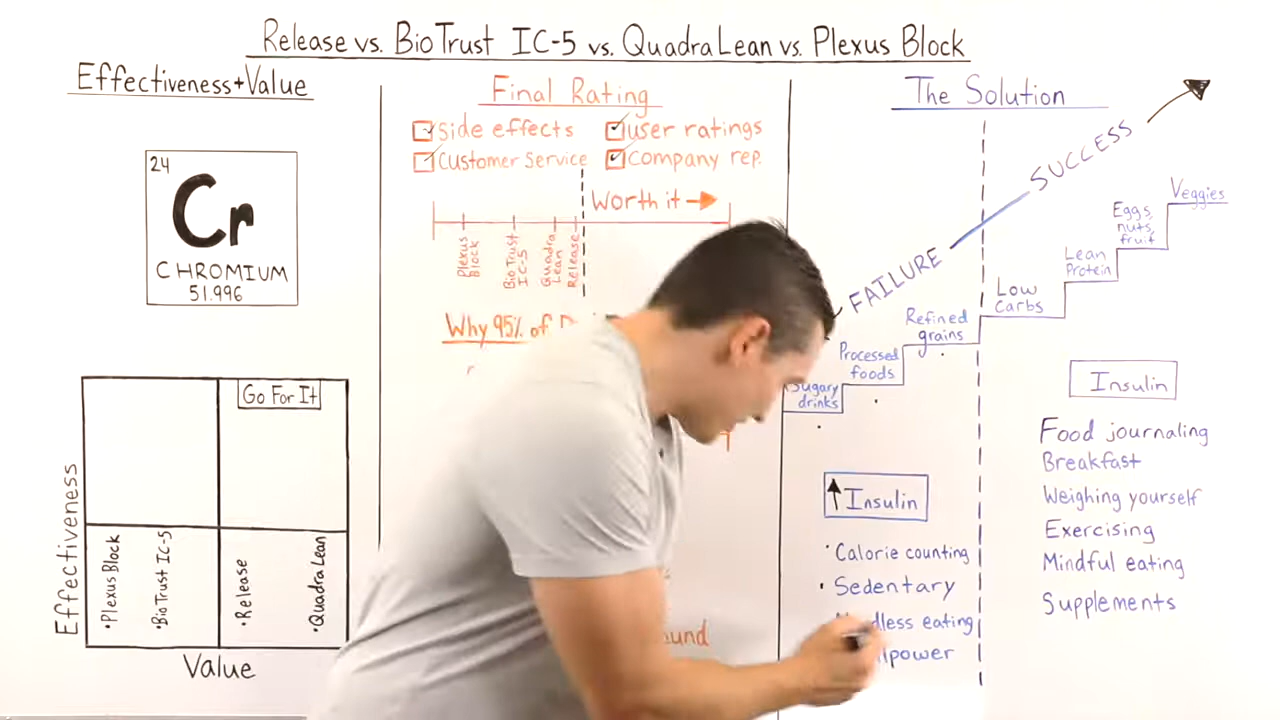 Release vs. BioTrust IC-5 vs. QuadraLean vs. Plexus Block
Effectiveness+Value
24
Cr
CHROMIUM
51.996
Go For It
Effectiveness
•Plexus Block
•BioTrust IC-5
•Release
•Quadra Lean
Value
Final Rating
Side effects
user ratings
Customer Service
Company rep.
Worth it
Plexus
Block
BioTrust
IC-5
Quadra
Lean
Release
Why 95% of
The Solution
FAILURE
SUCCESS
Sugary
drinks
Processed
foods
Refined
grains
Low
Carbs
Lean
Protein
Eggs,
nuts,
fruit
Veggies
Insulin
• Calorie counting
• Sedentary
eating
Insulin
Food journaling
Breakfast
Weighing yourself
Exercising
Mindful eating
Supplements